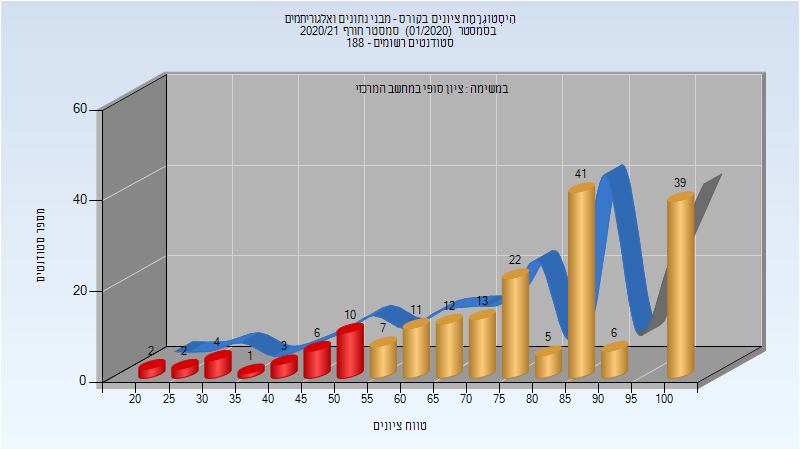 היסטוגרמת ציונים בקורס - מבני נתונים ואלגוריתמים
בסמסטר (01/2020) סמסטר חורף 2020/21
סטודנטים רשומים - 188
במשימה : ציון סופי במחשב המרכזי
מספר סטודנטים
60
40
20
0
2
2
4
1
3
6
10
7
11
12
13
22
5
41
6
39
20 25 30 35 40 45 50 55 60 65 70 75 80 85 90 95 100
טווח ציונים